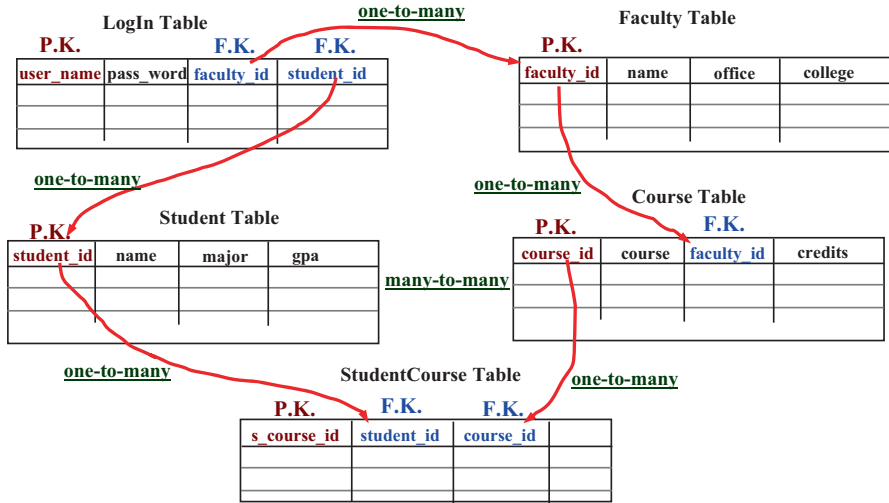 one-to-many
LogIn Table
Faculty Table
P.K. F.K. F.K. P.K.
user_name pass_word faculty_id student_id
faculty_id name office college
one-to-many
one-to-many
Student Table
Course Table
P.K.
P.K. F.K.
student_id name major gpa
course_id course faculty_id credits
many-to-many
one-to-many
StudentCourse Table
one-to-many
P.K. F.K. F.K.
s_course_id student_id course_id